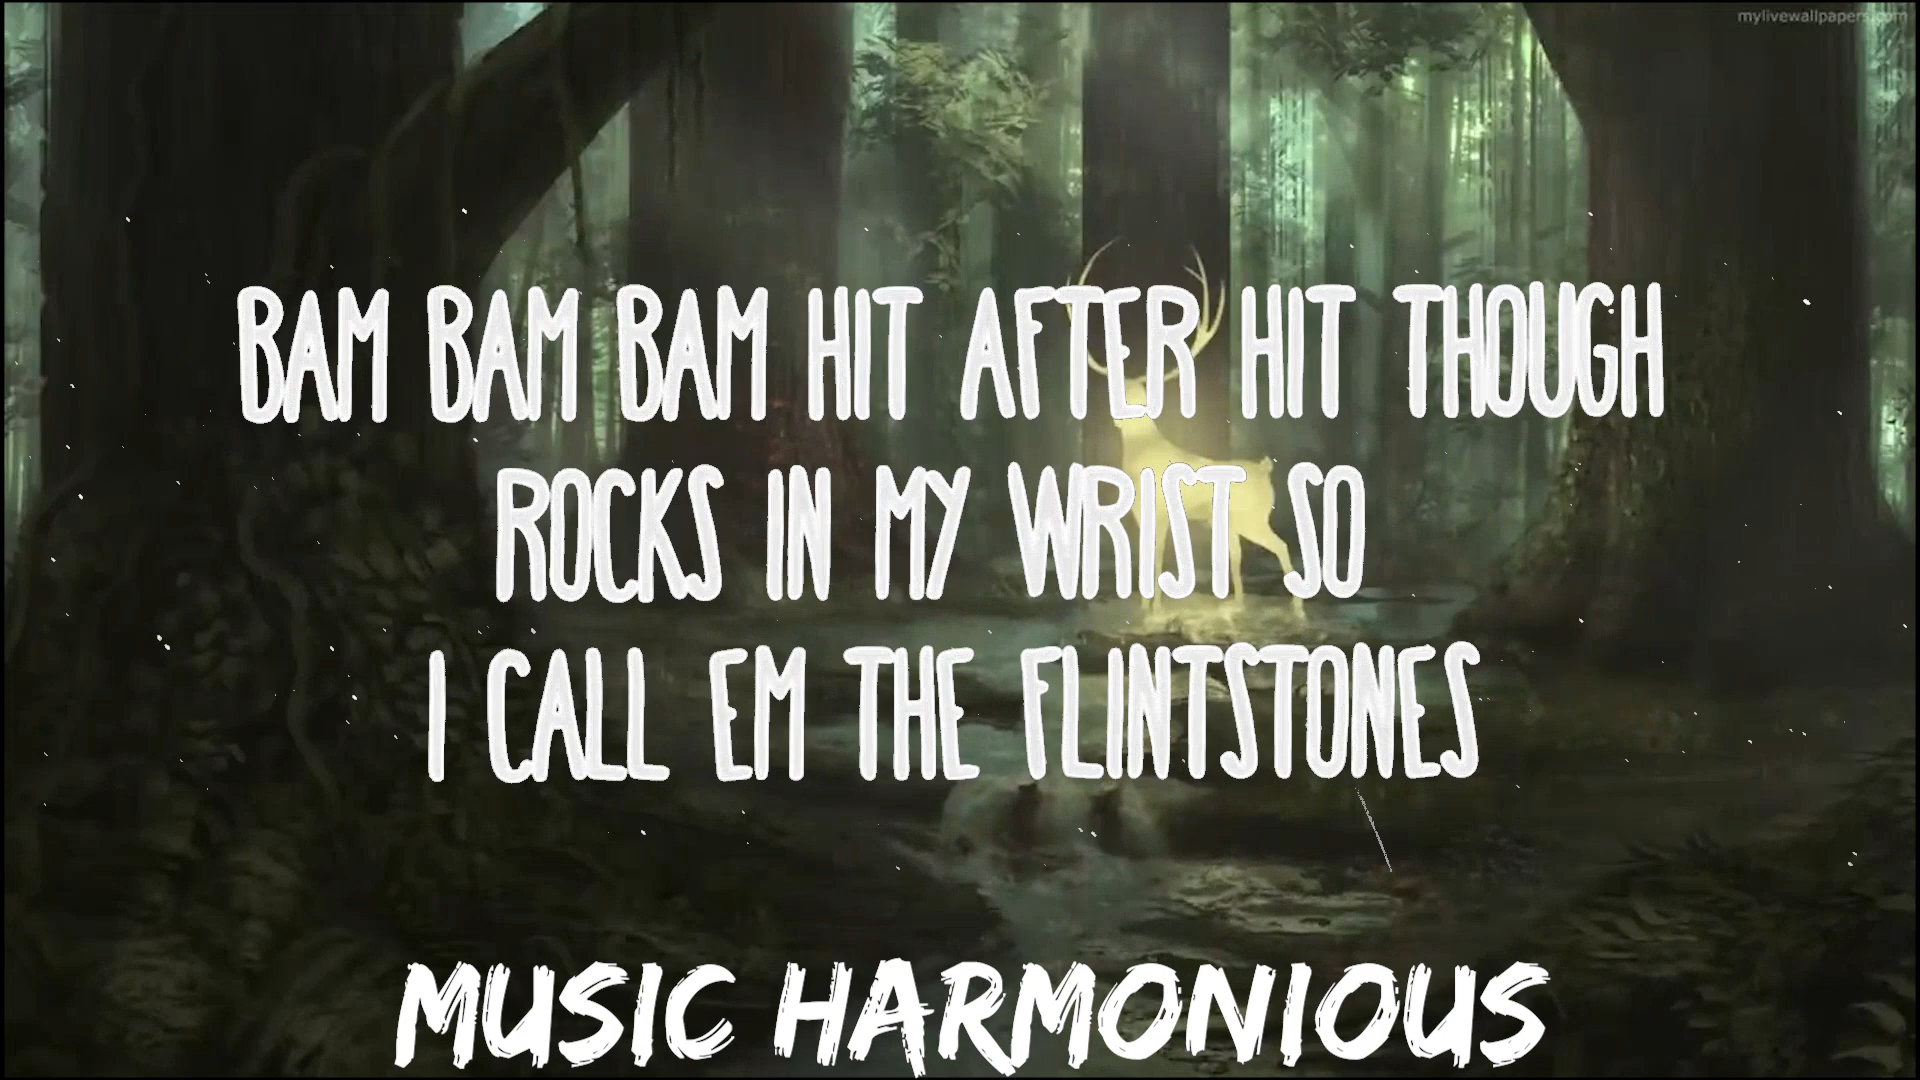 mylivewallpapers.com
BAM BAM BAM HIT AFTER HIT THOUGH
ROCKS IN MY WRIST SO
I CALL EM THE FLINTSTONES
MUSIC HARMONIOUS